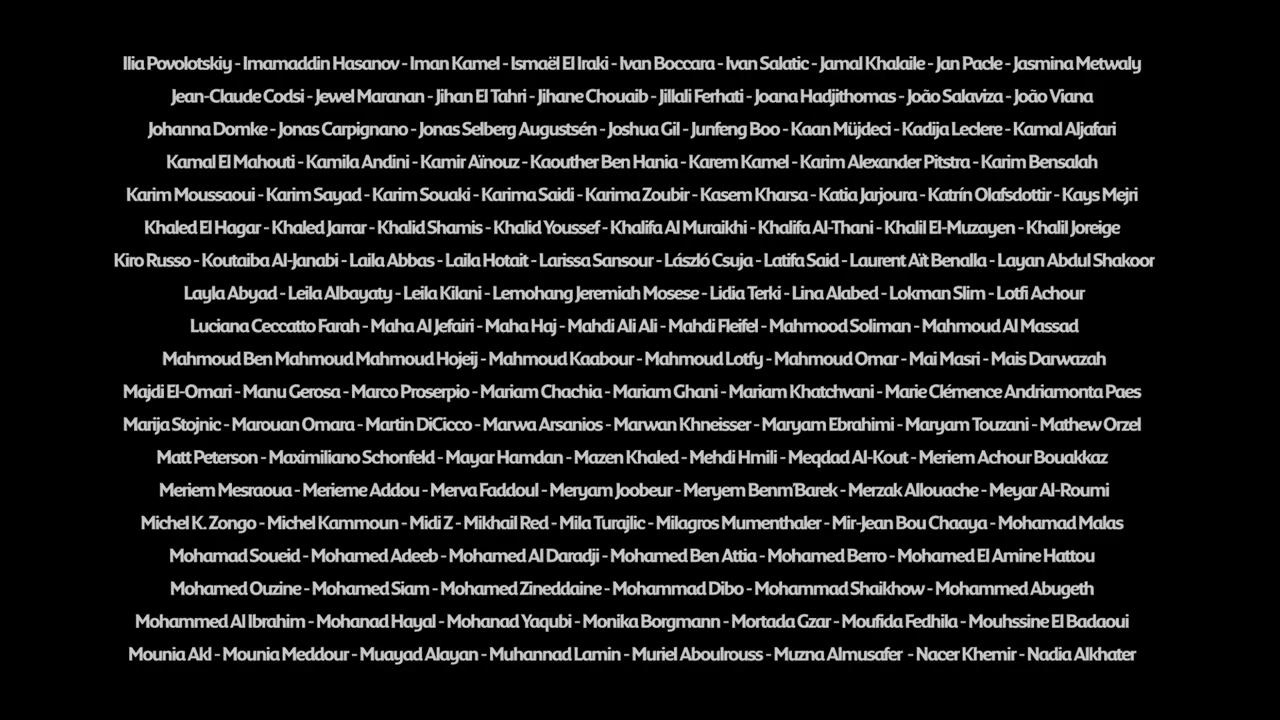 Ilia Povolotskiy - Imamaddin Hasanov - Iman Kamel - Ismaël El Iraki - Ivan Boccara - Ivan Salatic - Jamal Khalaile - Jan Pacle - Jasmina Metwaly
Jean-Claude Codsi - Jewel Maranan - Jihan El Tahri - Jihane Chouaib - Jillali Ferhati - Joana Hadjithomas - João Salaviza - João Viana
Johanna Domke - Jonas Carpignano - Jonas Selberg Augustsén - Joshua Gil - Junfeng Boo - Kaan Müjdeci - Kadija Leclere - Kamal Aljafari
Kamal El Mahouti - Kamila Andini - Kamir Aïnouz - Kaouther Ben Hania - Karem Kamel - Karim Alexander Pitstra - Karim Bensalah
Karim Moussaoui - Karim Sayad - Karim Souaki - Karima Saidi - Karima Zoubir - Kasem Kharsa - Katia Jarjoura - Katrín Olafsdottir - Kays Mejri
Khaled El Hagar - Khaled Jarrar - Khalid Shamis - Khalid Youssef - Khalifa Al Muraikhi - Khalifa Al-Thani - Khalil El-Muzayen - Khalil Joreige
Kiro Russo - Koutaiba Al-Janabi - Laila Abbas - Laila Hotait - Larissa Sansour - László Csuja - Latifa Said - Laurent Aït Benalla - Layan Abdul Shakoor
Layla Abyad - Leila Albayaty - Leila Kilani - Lemohang Jeremiah Mosese - Lidia Terki - Lina Alabed - Lokman Slim - Lotfi Achour
Luciana Ceccatto Farah - Maha Al Jefairi - Maha Haj - Mahdi Ali Ali - Mahdi Fleifel - Mahmood Soliman - Mahmoud Al Massad
Mahmoud Ben Mahmoud Mahmoud Hojeij - Mahmoud Kaabour - Mahmoud Lotfy - Mahmoud Omar - Mai Masri - Mais Darwazah
Majdi El-Omari - Manu Gerosa - Marco Proserpio - Mariam Chachia - Mariam Ghani - Mariam Khatchvani - Marie Clémence Andriamonta Paes
Marija Stojnic - Marouan Omara - Martin DiCicco - Marwa Arsanios - Marwan Khneisser - Maryam Ebrahimi - Maryam Touzani - Mathew Orzel
Matt Peterson - Maximiliano Schonfeld - Mayar Hamdan - Mazen Khaled - Mehdi Hmili - Meqdad Al-Kout - Meriem Achour Bouakkaz
Meriem Mesraoua - Merieme Addou - Merva Faddoul - Meryam Joobeur - Meryem Benm'Barek - Merzak Allouache - Meyar Al-Roumi
Michel K. Zongo - Michel Kammoun - Midi Z - Mikhail Red - Mila Turajlic - Milagros Mumenthaler - Mir-Jean Bou Chaaya - Mohamad Malas
Mohamad Soueid - Mohamed Adeeb - Mohamed Al Daradji - Mohamed Ben Attia - Mohamed Berro - Mohamed El Amine Hattou
Mohamed Ouzine - Mohamed Siam - Mohamed Zineddaine - Mohammad Dibo - Mohammad Shaikhow - Mohammed Abugeth
Mohammed Al Ibrahim - Mohanad Hayal - Mohanad Yaqubi - Monika Borgmann - Mortada Gzar - Moufida Fedhila - Mouhssine El Badaoui
Mounia Akl - Mounia Meddour - Muayad Alayan - Muhannad Lamin - Muriel Aboulrouss - Muzna Almusafer - Nacer Khemir - Nadia Alkhater